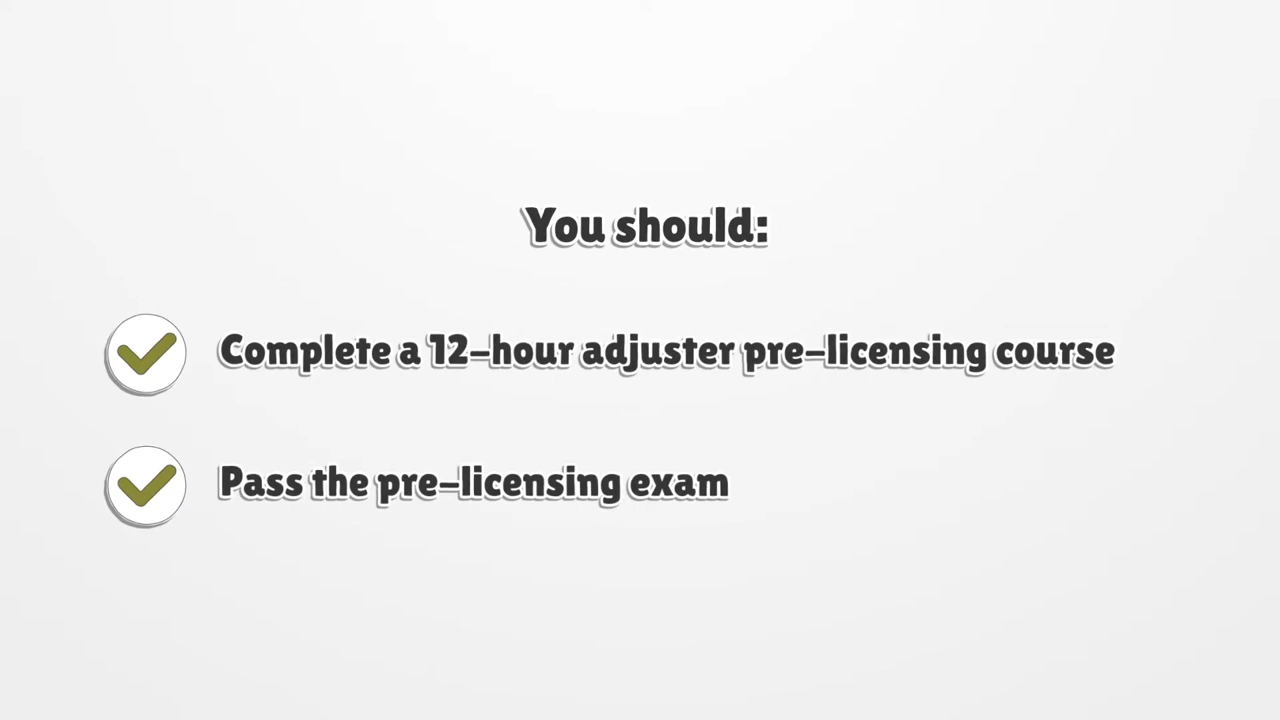 You should:
Complete a 12-hour adjuster pre-licensing course
Pass the pre-licensing exam